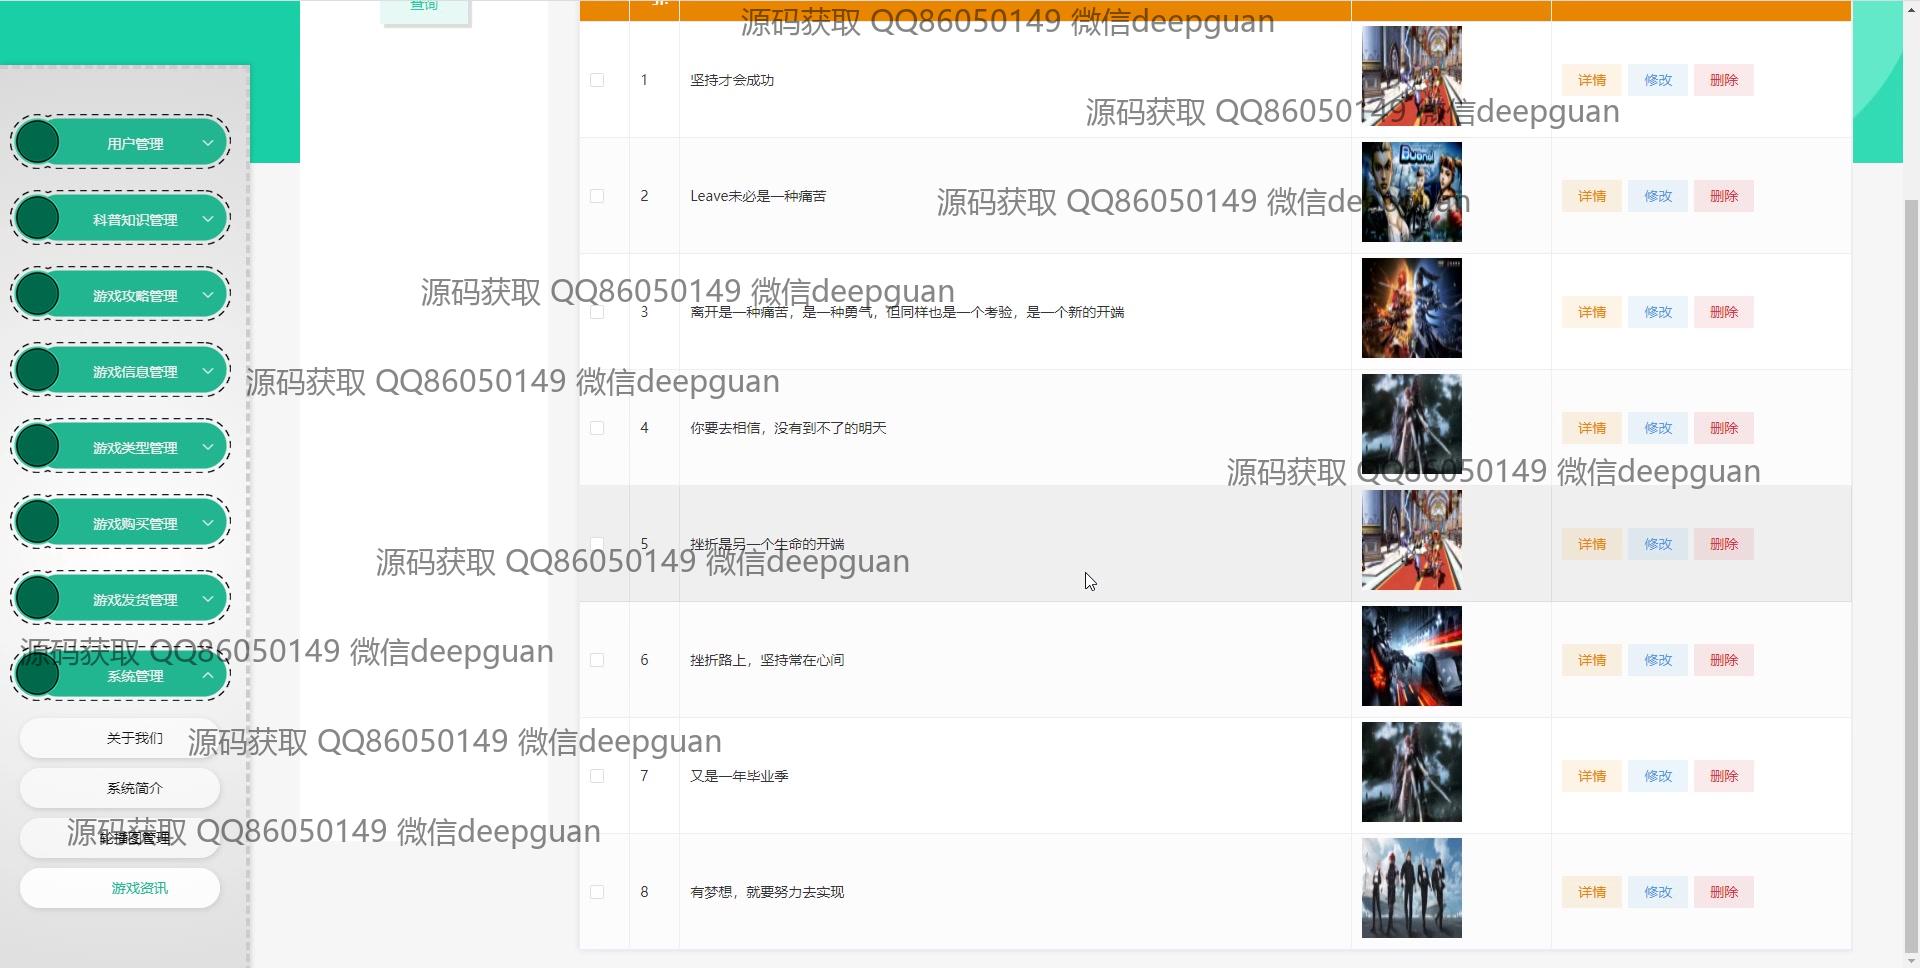 查询
源码获取 QQ86050149 微信deepguan
1 坚持才会成功 详情 修改 删除
源码获取 QQ86050149 微信deepguan
用户管理
2 Leave未必是一种痛苦 详情 修改 删除
源码获取 QQ86050149 微信deepguan
科普知识管理
源码获取 QQ86050149 微信deepguan
游戏攻略管理
3 离开是一种痛苦，是一种勇气，但同样也是一个考验，是一个新的开端 详情 修改 删除
游戏信息管理
源码获取 QQ86050149 微信deepguan
4 你要去相信，没有到不了的明天 详情 修改 删除
游戏类型管理
源码获取 QQ86050149 微信deepguan
游戏购买管理
5 挫折是另一个生命的开端 详情 修改 删除
源码获取 QQ86050149 微信deepguan
游戏发货管理
源码获取 QQ86050149 微信deepguan
6 挫折路上，坚持常在心间 详情 修改 删除
系统管理
关于我们
源码获取 QQ86050149 微信deepguan
7 又是一年毕业季 详情 修改 删除
系统简介
源码获取 QQ86050149 微信deepguan
轮播图管理
游戏资讯
8 有梦想，就要努力去实现 详情 修改 删除